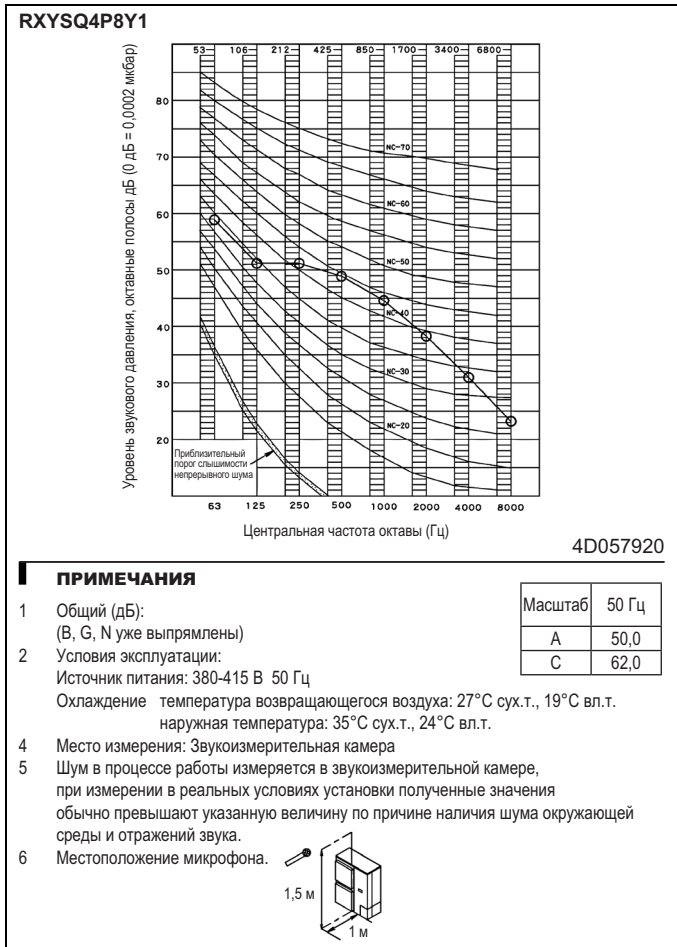 RXYSQ4P8Y1
53 106 212 425 850 1700 3400 6800
Уровень звукового давления, октавные полосы дБ (0 дБ = 0,0002 мкбар)
80
70
60
50
40
30
20
NC-70
NC-60
NC-50
NC-40
NC-30
NC-20
Приблизительный
порог слышимости
непрерывного шума
63 125 250 500 1000 2000 4000 8000
Центральная частота октавы (Гц)
4D057920
ПРИМЕЧАНИЯ
1 Общий (дБ):
(B, G, N уже выпрямлены)
Масштаб 50 Гц
A 50,0
C 62,0
2 Условия эксплуатации:
Источник питания: 380-415 В 50 Гц
Охлаждение температура возвращающегося воздуха: 27°C сух.т., 19°C вл.т.
наружная температура: 35°C сух.т., 24°C вл.т.
4 Место измерения: Звукоизмерительная камера
5 Шум в процессе работы измеряется в звукоизмерительной камере,
при измерении в реальных условиях установки полученные значения
обычно превышают указанную величину по причине наличия шума окружающей
среды и отражений звука.
6 Местоположение микрофона.
1,5 м
1 м